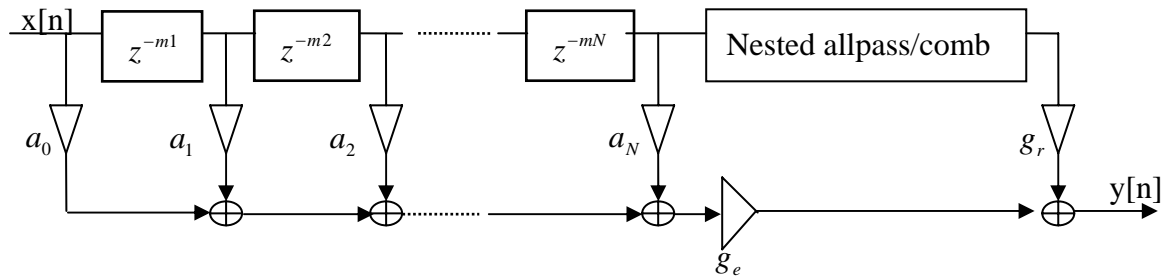 x[n]
z^{-m1} z^{-m2} z^{-mN} Nested allpass/comb
a_0 a_1 a_2 a_N g_r
y[n]
g_e